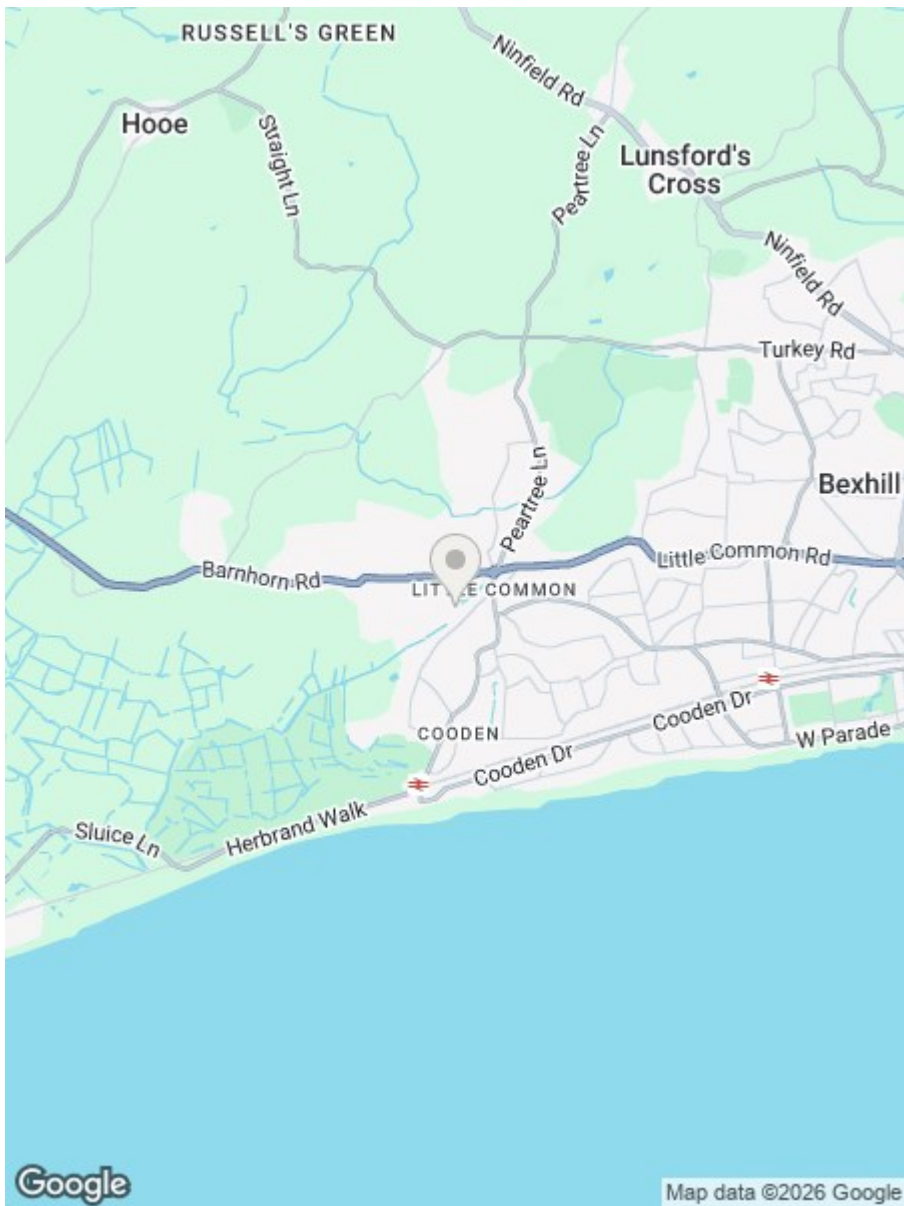 RUSSELL'S GREEN
Ninfield Rd
Hooe
Straight Ln
Peartree Ln
Lunsford's
Cross
Ninfield Rd
Turkey Rd
Bexhill
Peartree Ln
Little Common Rd
Barnhorn Rd
LITTLE COMMON
Cooden Dr
COODEN
W Parade
Cooden Dr
Herbrand Walk
Sluice Ln
Google
Map data ©2026 Google